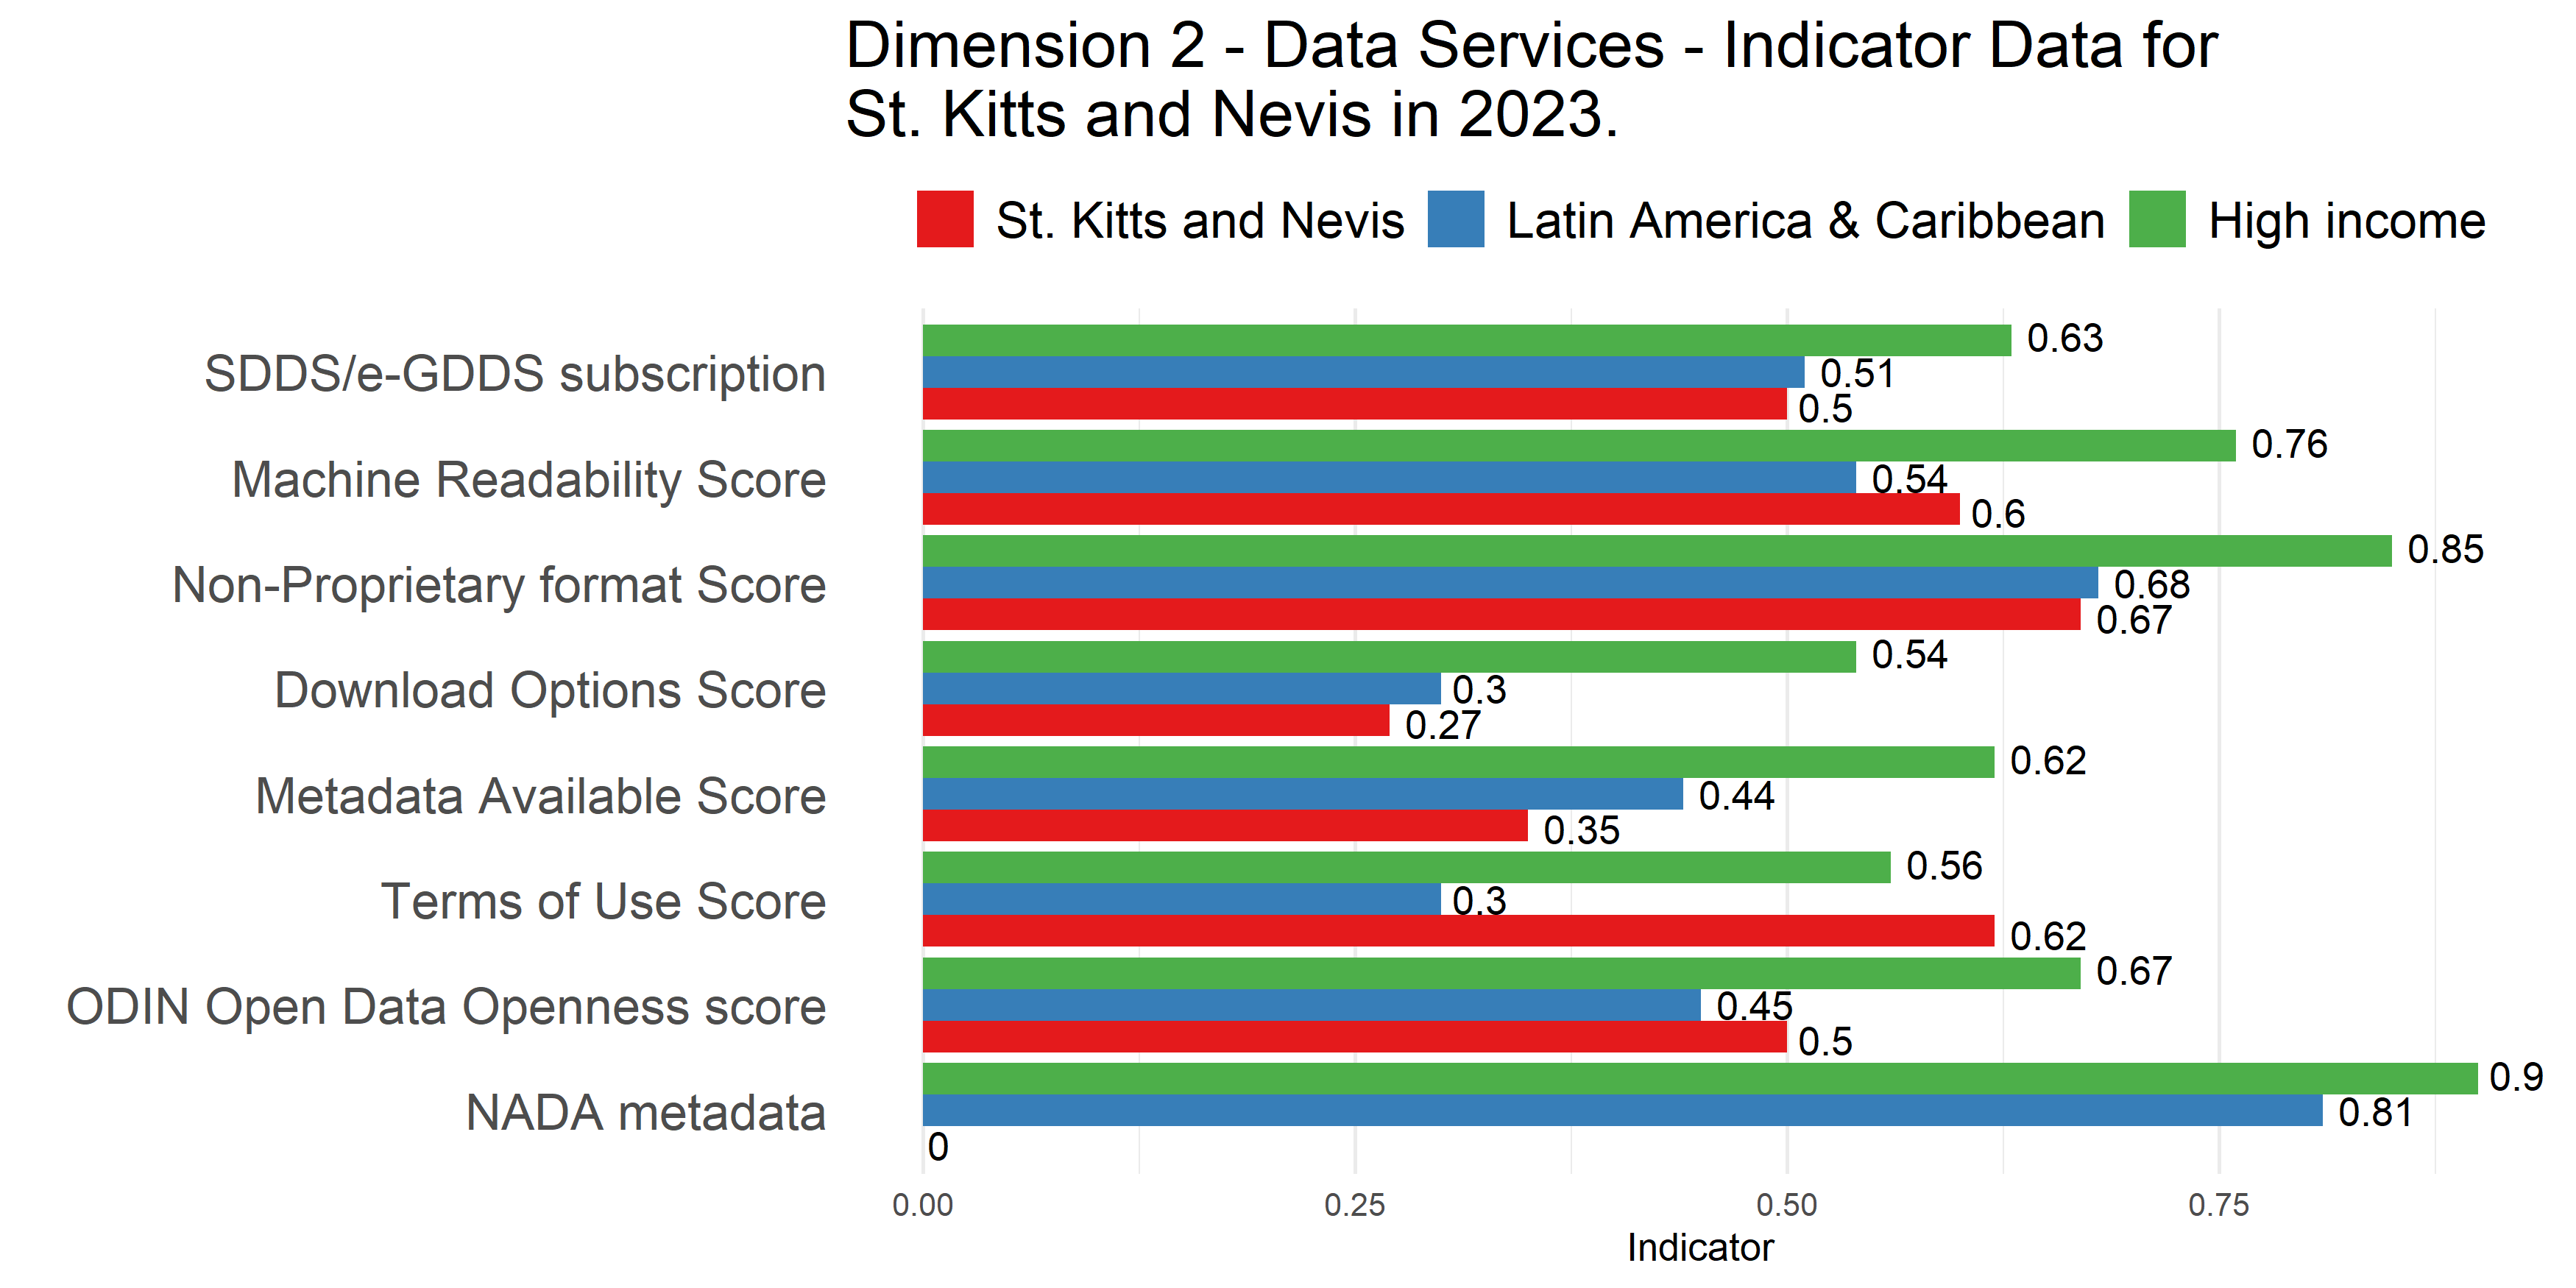 Dimension 2 - Data Services - Indicator Data for
St. Kitts and Nevis in 2023.
St. Kitts and Nevis Latin America & Caribbean High income
SDDS/e-GDDS subscription
0.63
0.51
0.5
Machine Readability Score
0.76
0.54
0.6
Non-Proprietary format Score
0.85
0.68
0.67
Download Options Score
0.54
0.3
0.27
Metadata Available Score
0.62
0.44
0.35
Terms of Use Score
0.56
0.3
0.62
ODIN Open Data Openness score
0.67
0.45
0.5
NADA metadata
0.9
0.81
0
0.00 0.25 0.50 0.75
Indicator